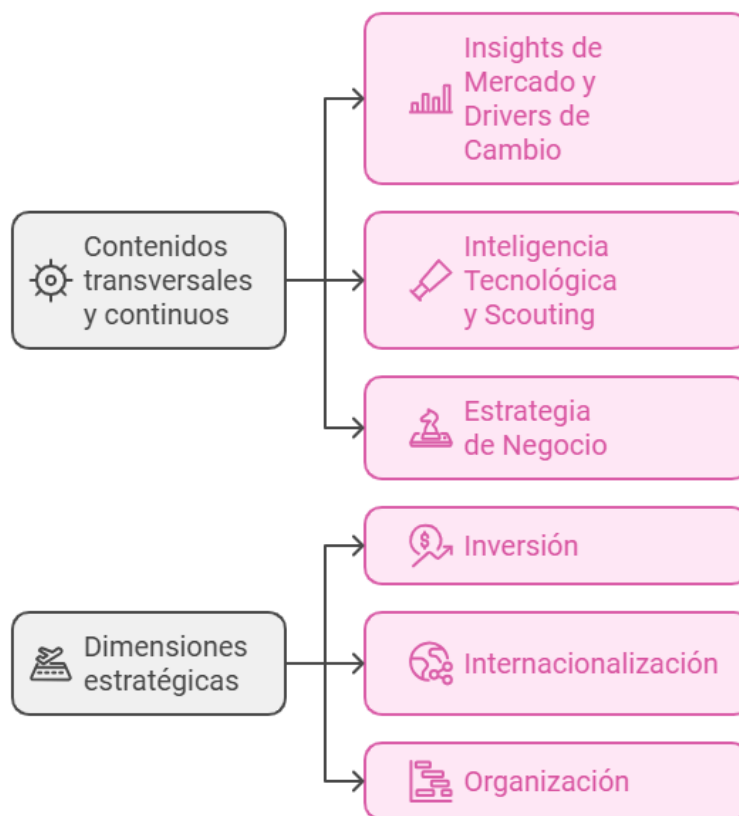 Contenidos
transversales
y continuos
Insights de
Mercado y
Drivers de
Cambio
Inteligencia
Tecnológica
y Scouting
Estrategia
de Negocio
Dimensiones
estratégicas
$
Inversión
Internacionalización
Organización